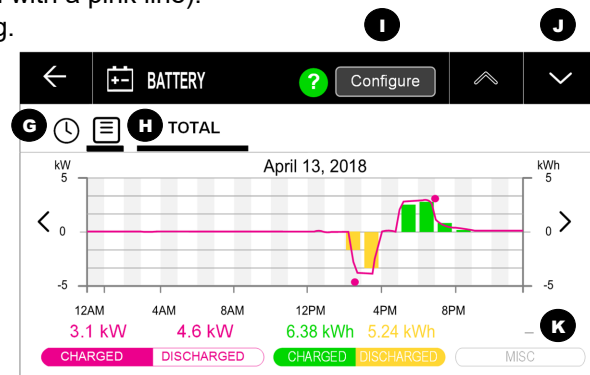 with a pink line).
g.
I
J
BATTERY
?
Configure
G
H
TOTAL
kW
April 13, 2018
kWh
5
5
0
0
-5
-5
12AM 4AM 8AM 12PM 4PM 8PM
3.1 kW 4.6 kW 6.38 kWh 5.24 kWh –
K
CHARGED DISCHARGED CHARGED DISCHARGED MISC